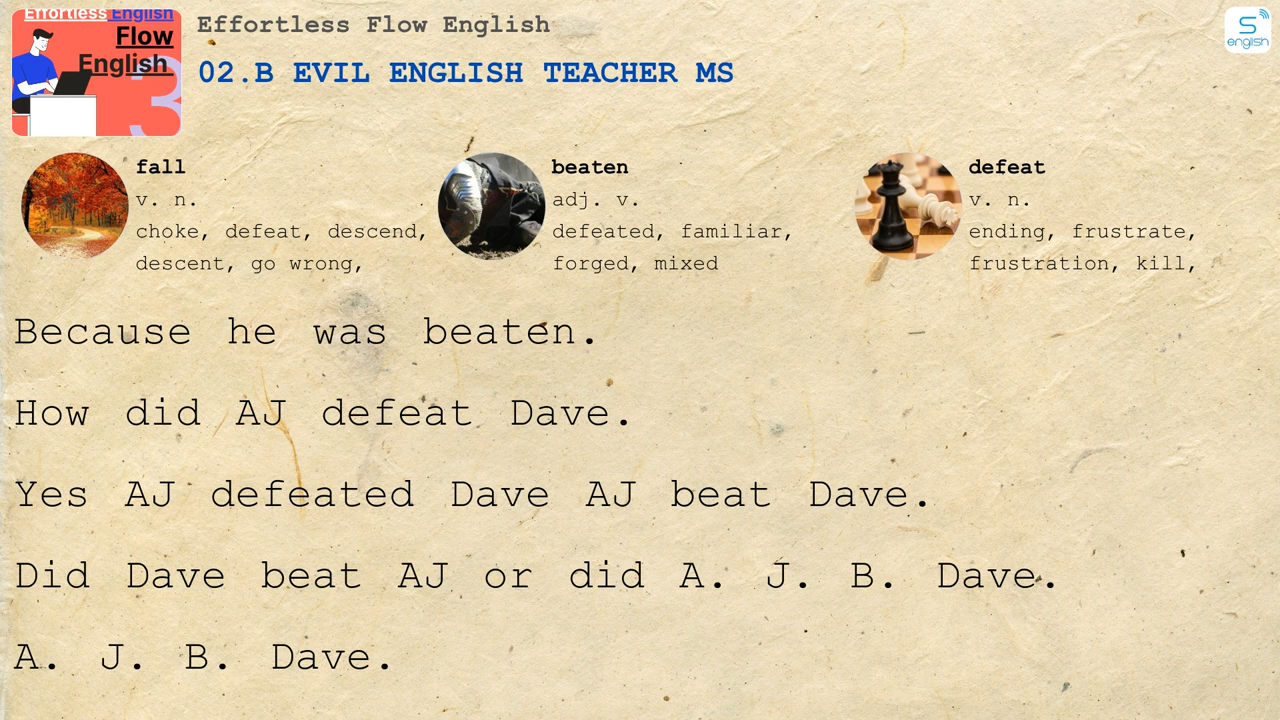 Effortless English
Flow
English
3
Effortless Flow English
02.B EVIL ENGLISH TEACHER MS
S
english
fall
v. n.
choke, defeat, descend,
descent, go wrong,
beaten
adj. v.
defeated, familiar,
forged, mixed
defeat
v. n.
ending, frustrate,
frustration, kill,
Because he was beaten.
How did AJ defeat Dave.
Yes AJ defeated Dave AJ beat Dave.
Did Dave beat AJ or did A. J. B. Dave.
A. J. B. Dave.